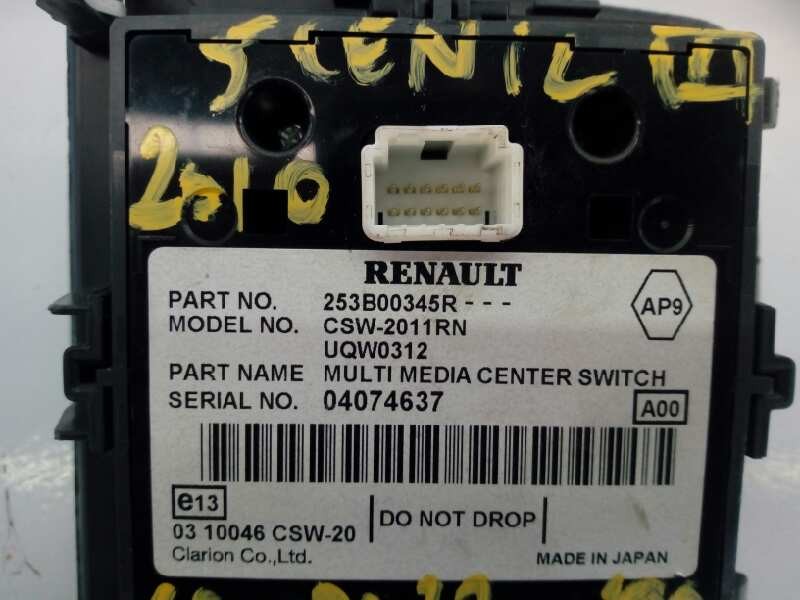 SCENIC III
2010
RENAULT
PART NO. 253B00345R---
MODEL NO. CSW-2011RN
UQW0312
AP9
PART NAME MULTI MEDIA CENTER SWITCH
SERIAL NO. 04074637
A00
e13
03 10046 CSW-20
DO NOT DROP
Clarion Co.,Ltd.
MADE IN JAPAN